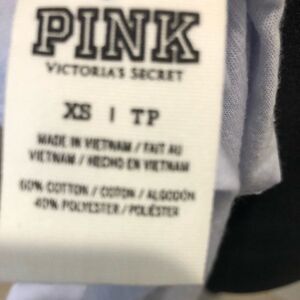 PINK
VICTORIA'S SECRET
XS | TP
MADE IN VIETNAM / FAIT AU
VIETNAM / HECHO EN VIETNAM
60% COTTON / COTON / ALGODÓN
40% POLYESTER / POLIÉSTER